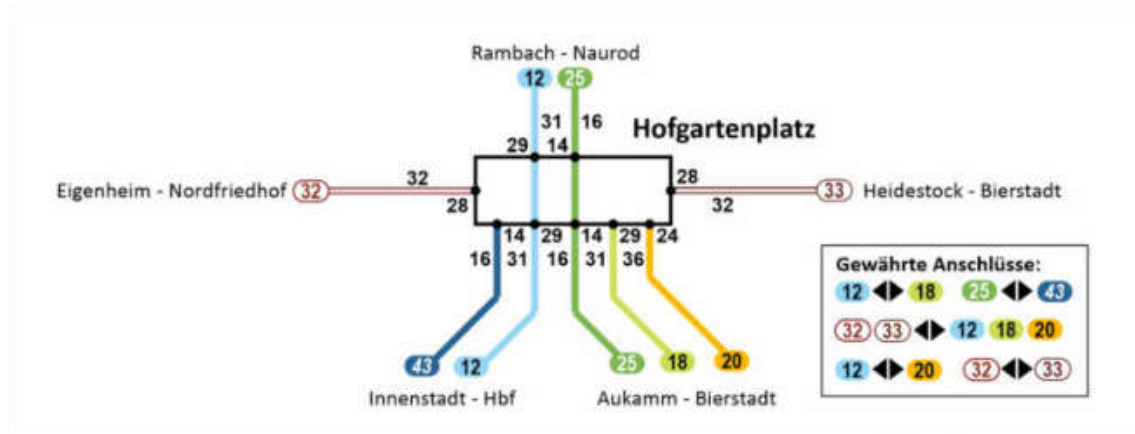 Rambach - Naurod
12 25
31 16
Hofgartenplatz
29 14
Eigenheim - Nordfriedhof 32
32
28
28
32
33 Heidestock - Bierstadt
14 29 14 29 24
16 31 16 31 36
43 12 25 18 20
Innenstadt - Hbf
Aukamm - Bierstadt
Gewährte Anschlüsse:
12 18 25 43
32 33 12 18 20
12 20 32 33